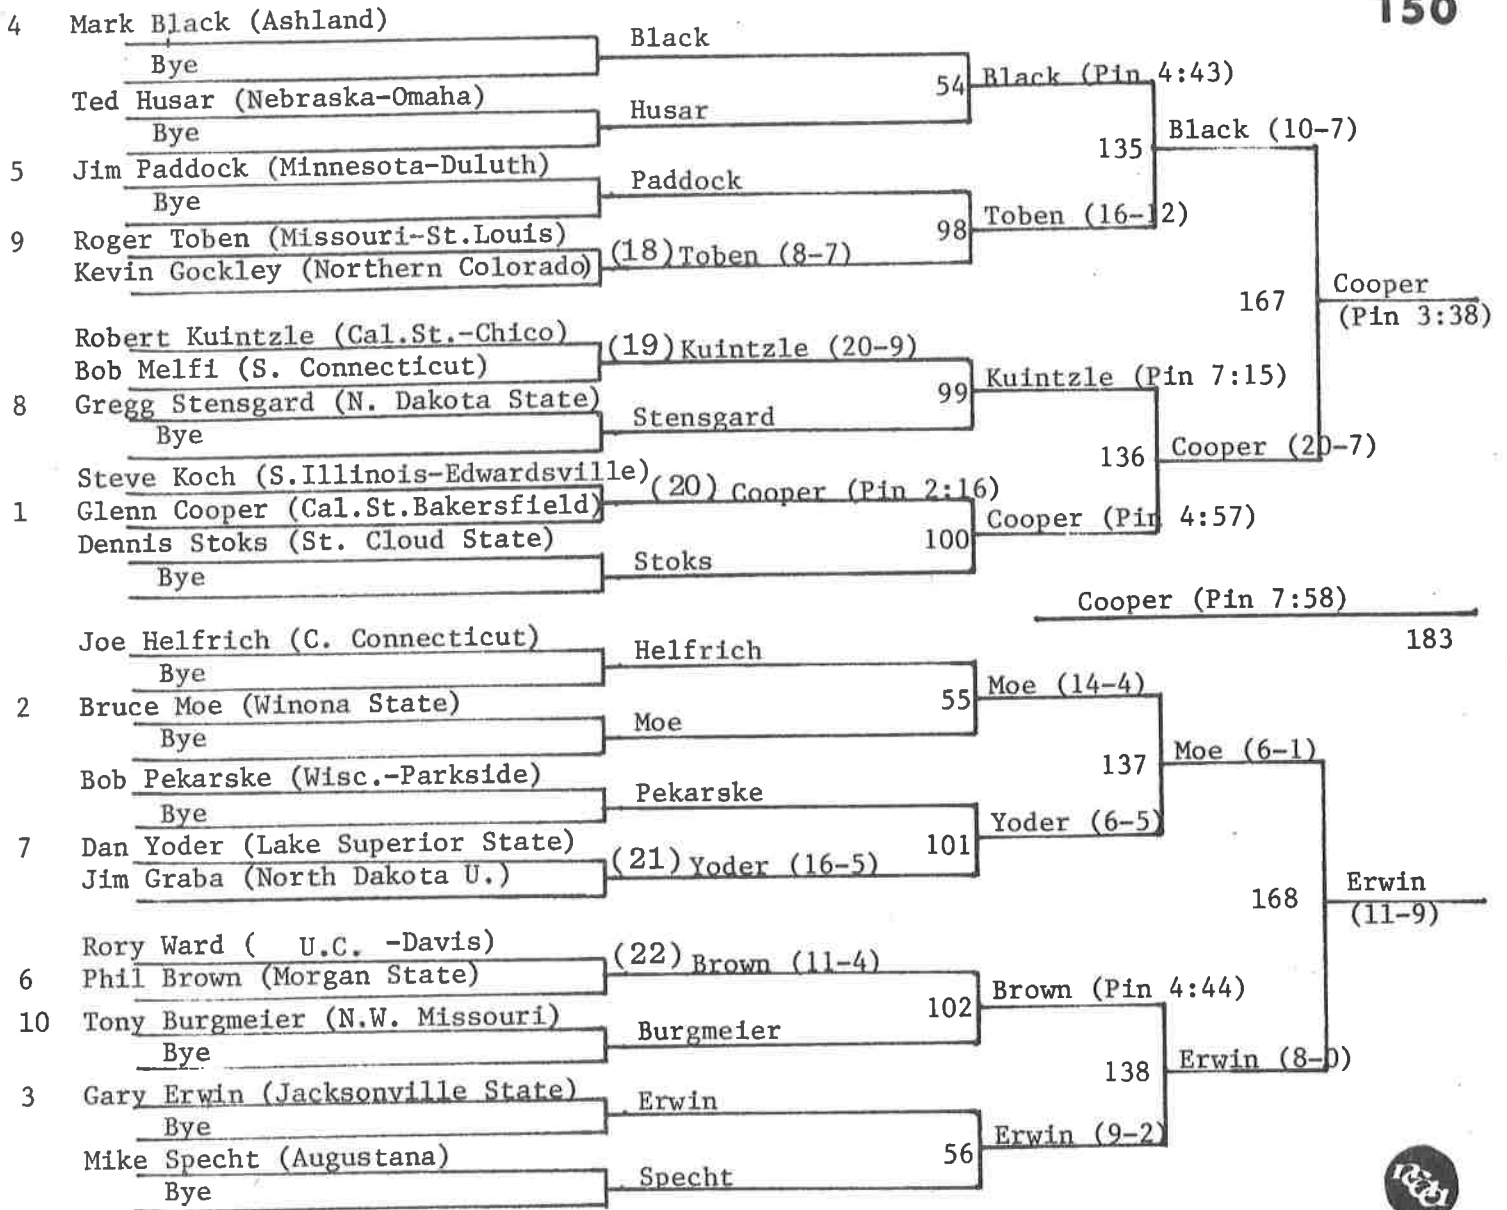 150
4 Mark Black (Ashland)
Bye
Black
Ted Husar (Nebraska-Omaha)
Bye
Husar
54 Black (Pin 4:43)
135 Black (10-7)
5 Jim Paddock (Minnesota-Duluth)
Bye
Paddock
9 Roger Toben (Missouri-St.Louis)
Kevin Gockley (Northern Colorado)
(18) Toben (8-7)
98 Toben (16-12)
167 Cooper
(Pin 3:38)
Robert Kuintzle (Cal.St.-Chico)
Bob Melfi (S. Connecticut)
(19) Kuintzle (20-9)
8 Gregg Stensgard (N. Dakota State)
Bye
Stensgard
99 Kuintzle (Pin 7:15)
136 Cooper (20-7)
Steve Koch (S.Illinois-Edwardsville)
1 Glenn Cooper (Cal.St.Bakersfield)
(20) Cooper (Pin 2:16)
Dennis Stoks (St. Cloud State)
Bye
Stoks
100 Cooper (Pin 4:57)
Cooper (Pin 7:58)
183
Joe Helfrich (C. Connecticut)
Bye
Helfrich
2 Bruce Moe (Winona State)
Bye
Moe
55 Moe (14-4)
137 Moe (6-1)
Bob Pekarske (Wisc.-Parkside)
Bye
Pekarske
7 Dan Yoder (Lake Superior State)
Jim Graba (North Dakota U.)
(21) Yoder (16-5)
101 Yoder (6-5)
168 Erwin
(11-9)
Rory Ward ( U.C. -Davis)
6 Phil Brown (Morgan State)
(22) Brown (11-4)
10 Tony Burgmeier (N.W. Missouri)
Bye
Burgmeier
102 Brown (Pin 4:44)
138 Erwin (8-0)
3 Gary Erwin (Jacksonville State)
Bye
Erwin
Mike Specht (Augustana)
Bye
Specht
56 Erwin (9-2)